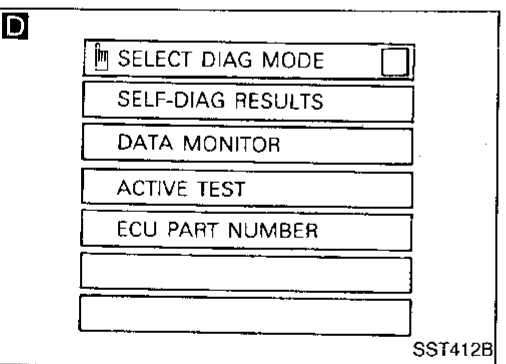 D
SELECT DIAG MODE
SELF-DIAG RESULTS
DATA MONITOR
ACTIVE TEST
ECU PART NUMBER
SST412B